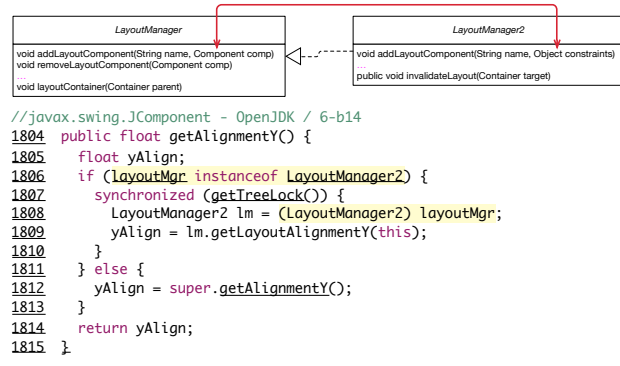 LayoutManager
void addLayoutComponent(String name, Component comp)
void removeLayoutComponent(Component comp)
...
void layoutContainer(Container parent)
LayoutManager2
void addLayoutComponent(String name, Object constraints)
...
public void invalidateLayout(Container target)
//javax.swing.JComponent - OpenJDK / 6-b14
1804 public float getAlignmentY() {
1805 float yAlign;
1806 if (layoutMgr instanceof LayoutManager2) {
1807 synchronized (getTreeLock()) {
1808 LayoutManager2 lm = (LayoutManager2) layoutMgr;
1809 yAlign = lm.getLayoutAlignmentY(this);
1810 }
1811 } else {
1812 yAlign = super.getAlignmentY();
1813 }
1814 return yAlign;
1815 }